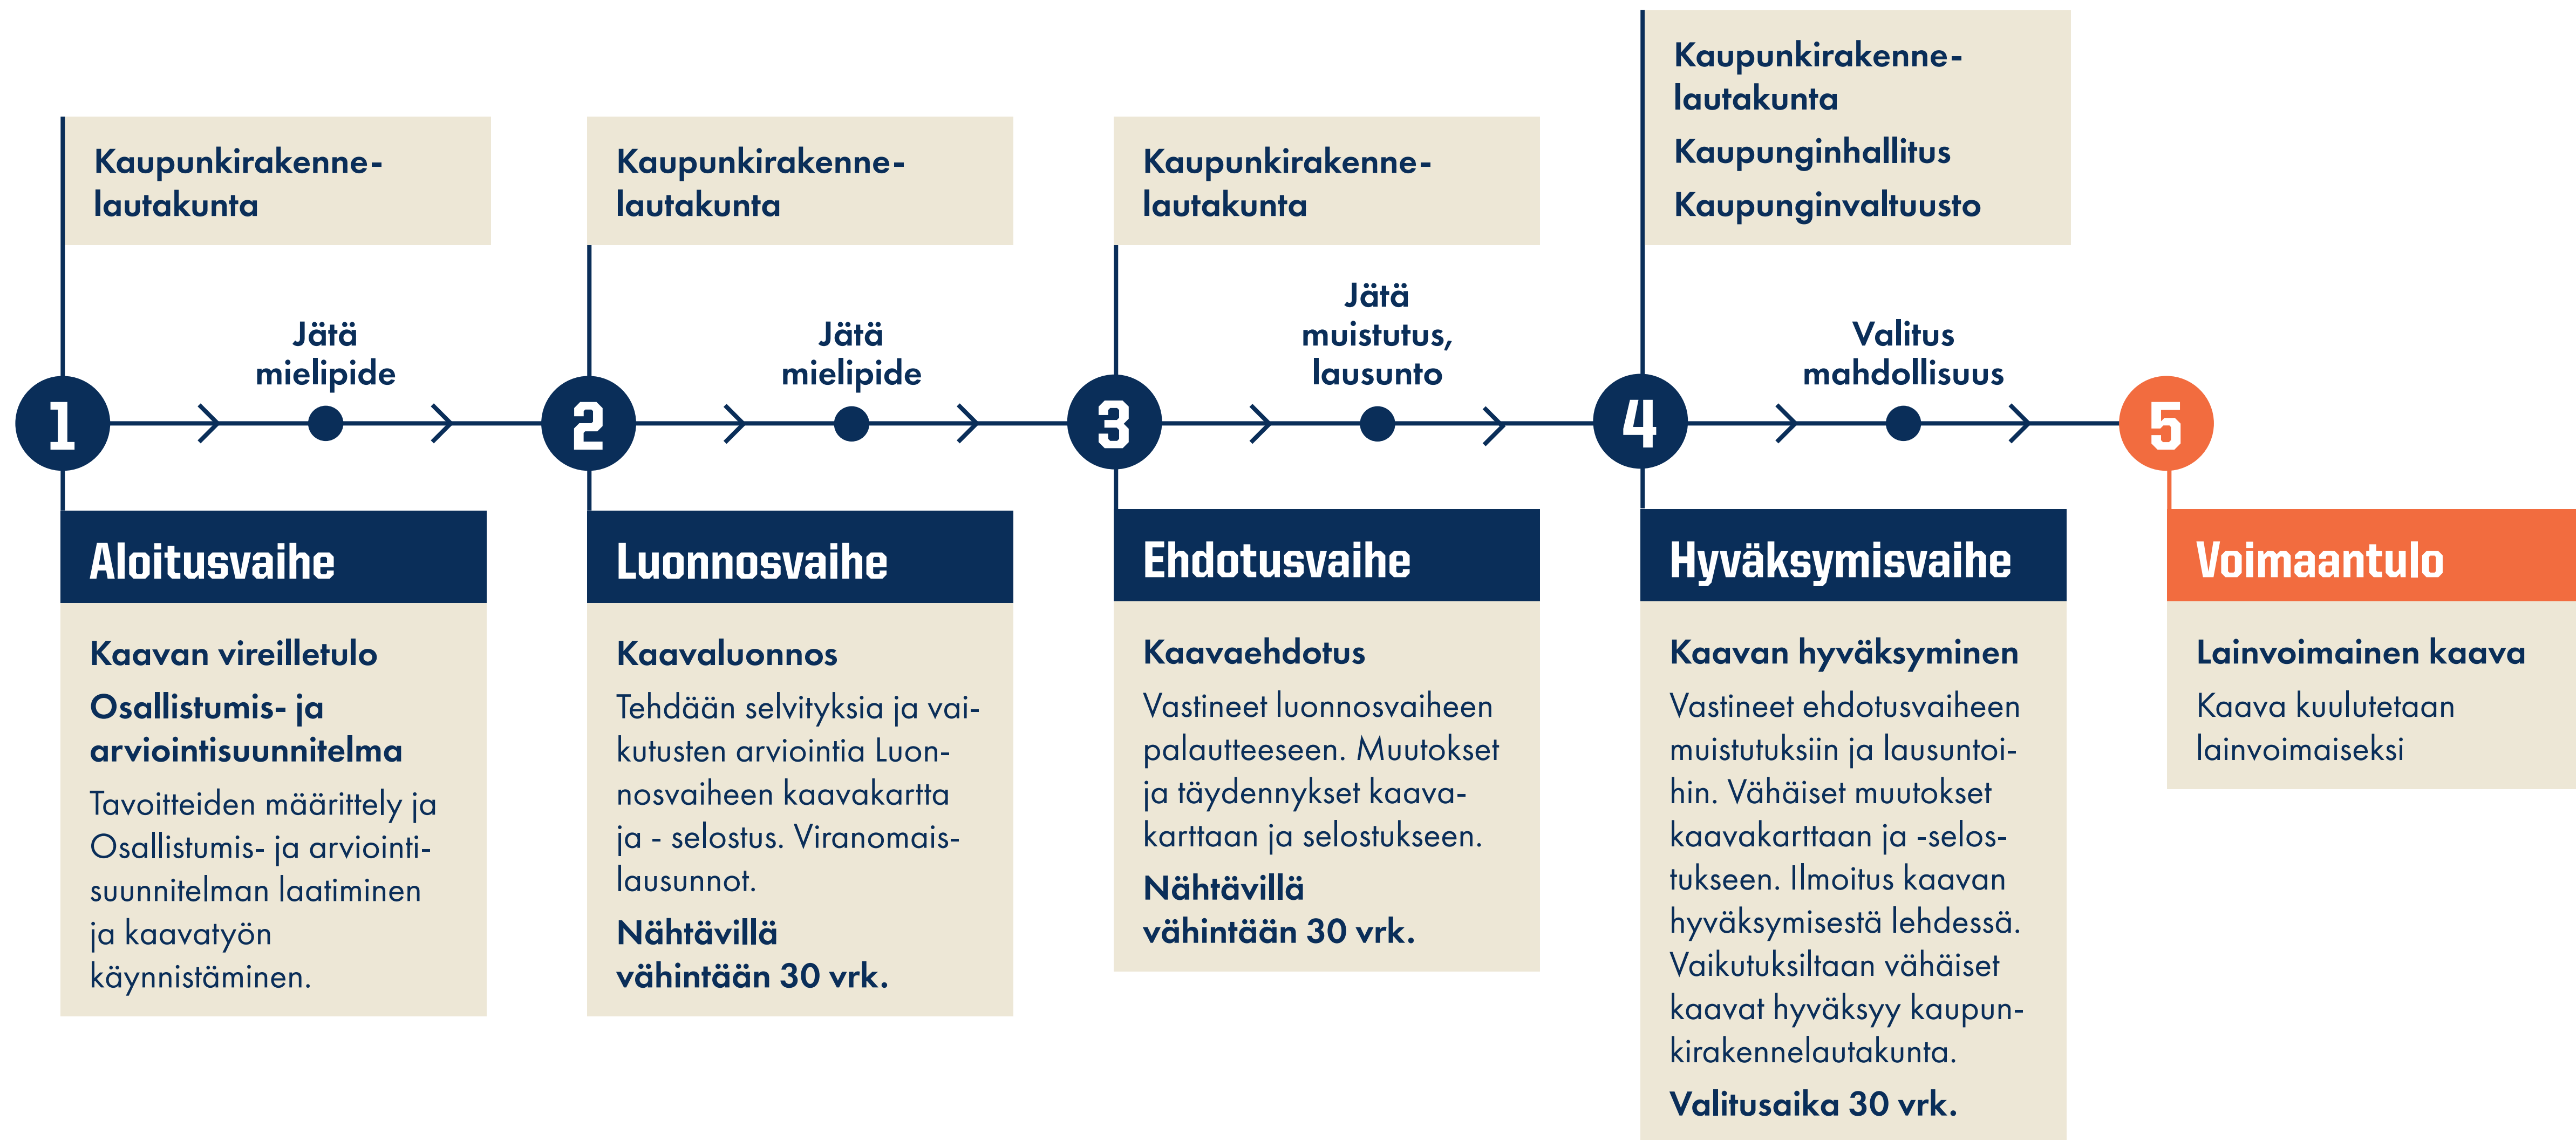 Kaupunkirakenne-
lautakunta
Kaupunkirakenne-
lautakunta
Kaupunkirakenne-
lautakunta
Kaupunkirakenne-
lautakunta
Kaupunginhallitus
Kaupunginvaltuusto
Jätä
mielipide
Jätä
mielipide
Jätä
muistutus,
lausunto
Valitus
mahdollisuus
1
2
3
4
5
Aloitusvaihe
Kaavan vireilletulo
Osallistumis- ja
arviointisuunnitelma
Tavoitteiden määrittely ja
Osallistumis- ja arviointi-
suunnitelman laatiminen
ja kaavatyön
käynnistäminen.
Luonnosvaihe
Kaavaluonnos
Tehdään selvityksia ja vai-
kutusten arviointia Luon-
nosvaiheen kaavakartta
ja - selostus. Viranomais-
lausunnot.
Nähtävillä
vähintään 30 vrk.
Ehdotusvaihe
Kaavaehdotus
Vastineet luonnosvaiheen
palautteeseen. Muutokset
ja täydennykset kaava-
karttaan ja selostukseen.
Nähtävillä
vähintään 30 vrk.
Hyväksymisvaihe
Kaavan hyväksyminen
Vastineet ehdotusvaiheen
muistutuksiin ja lausuntoi-
hin. Vähäiset muutokset
kaavakarttaan ja -selos-
tukseen. Ilmoitus kaavan
hyväksymisestä lehdessä.
Vaikutuksiltaan vähäiset
kaavat hyväksyy kaupun-
kirakennelautakunta.
Valitusaika 30 vrk.
Voimaantulo
Lainvoimainen kaava
Kaava kuulutetaan
lainvoimaiseksi